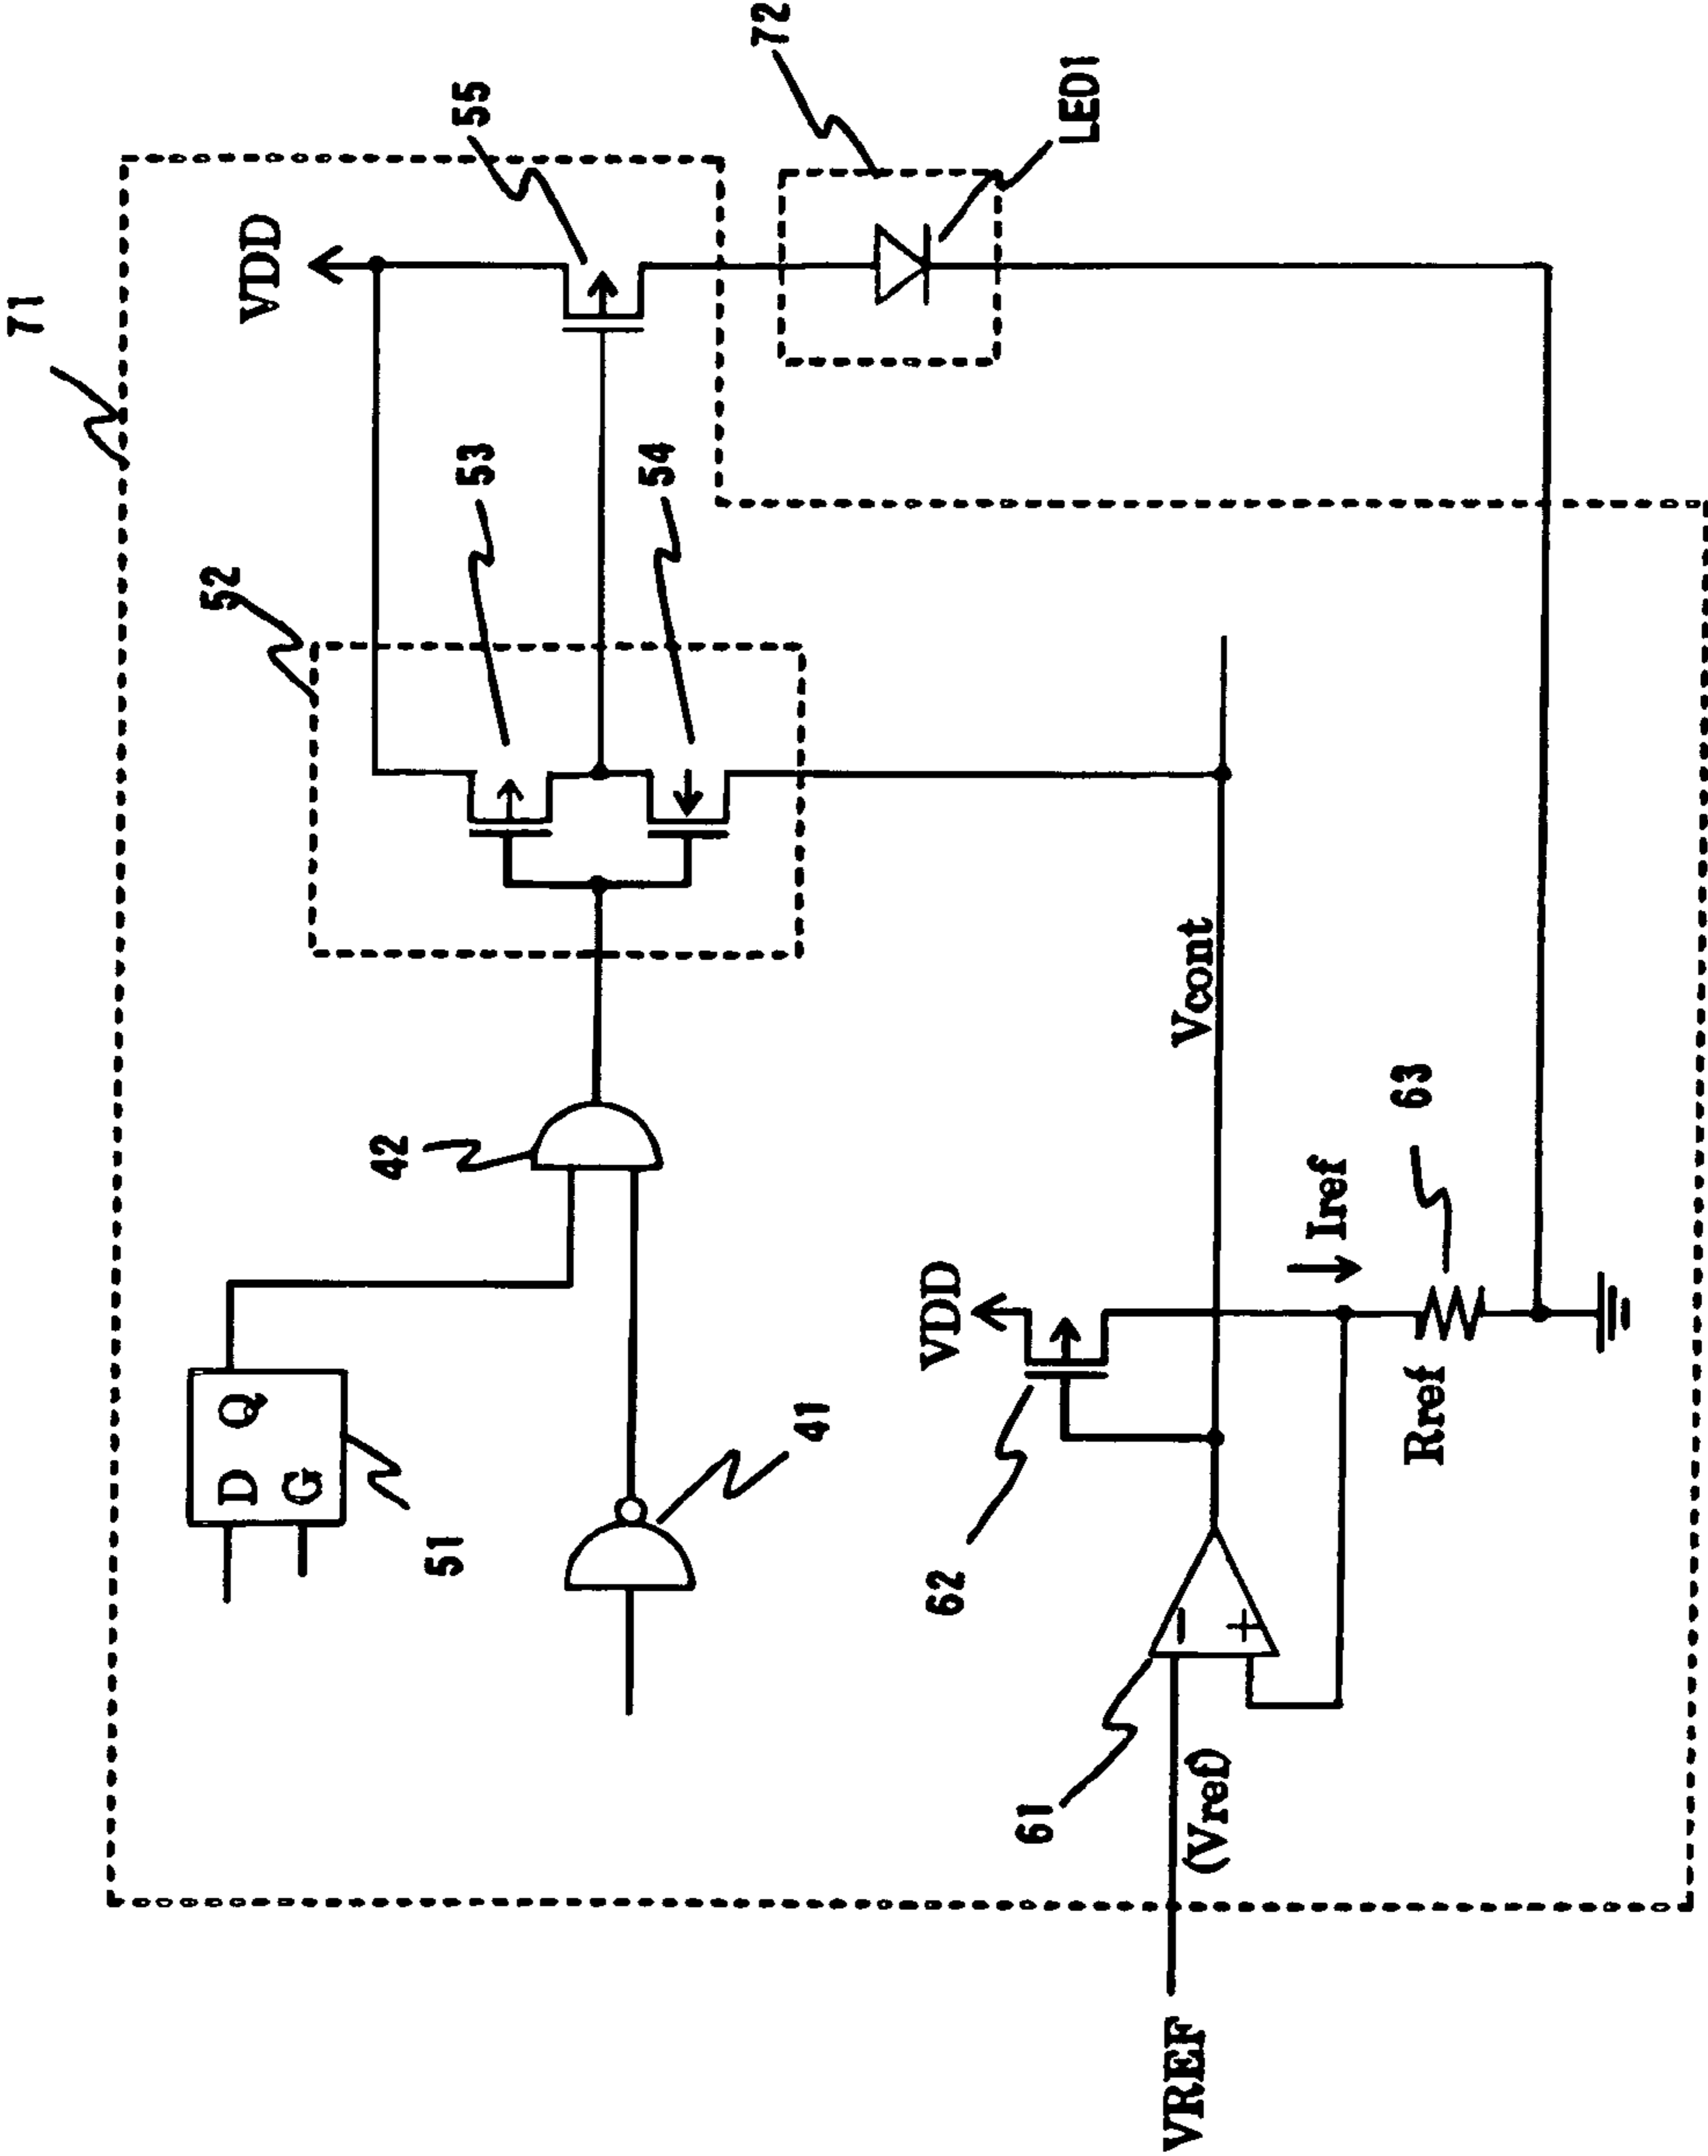 71
VDD
55
72
LED1
52
53
54
42
D Q
G
51
41
VDD
62
Vcont
Iref
63
Rref
61
(Vref)
VREF